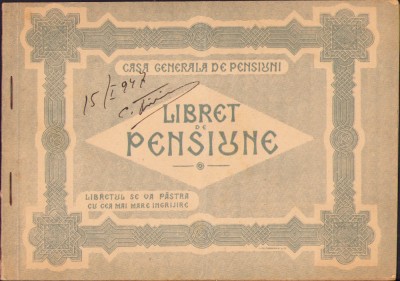 CASA GENERALA DE PENSIUNI
15/I 947
LIBRET
DE
PENSIUNE
LIBRETUL SE VA PĂSTRA
CU CEA MAI MARE INGRIJIRE